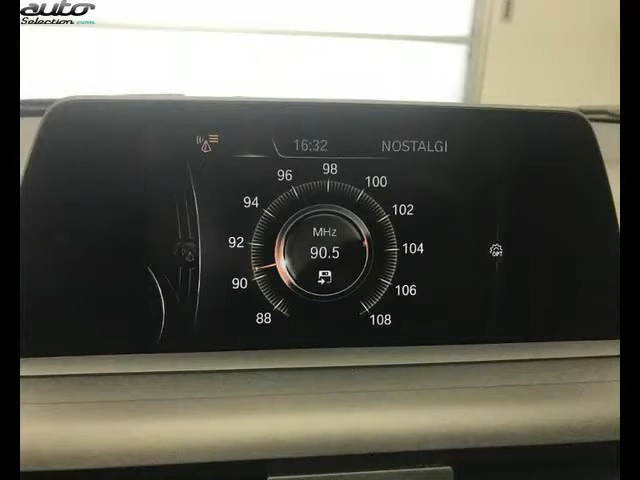 auto
Selection.com
16:32 NOSTALGI
98
96 100
94 102
MHz
92 90.5 104
OPT
90 106
88 108